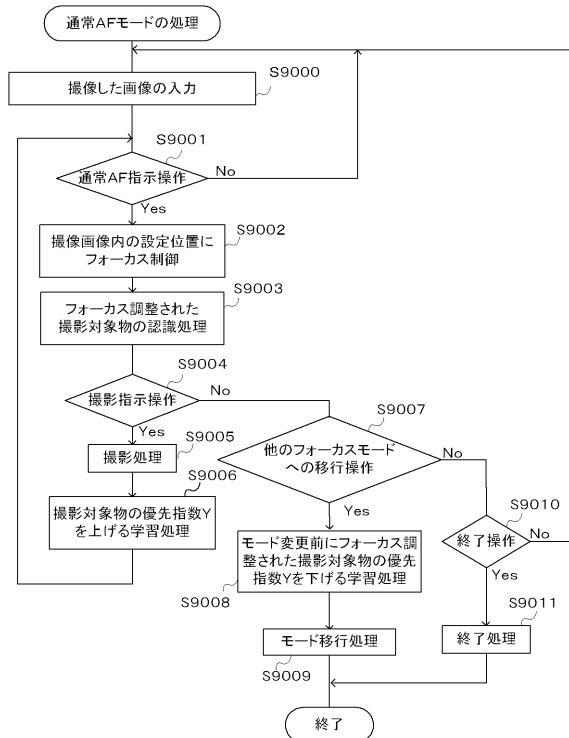 通常AFモードの処理
S9000
撮像した画像の入力
S9001
通常AF指示操作
No
Yes
S9002
撮像画像内の設定位置に
フォーカス制御
S9003
フォーカス調整された
撮影対象物の認識処理
S9004
撮影指示操作
No
Yes
S9005
撮影処理
S9006
撮影対象物の優先指数Y
を上げる学習処理
S9007
他のフォーカスモード
への移行操作
No
Yes
モード変更前にフォーカス調
整された撮影対象物の優先
指数Yを下げる学習処理
S9008
モード移行処理
S9009
S9010
終了操作
No
Yes
S9011
終了処理
終了